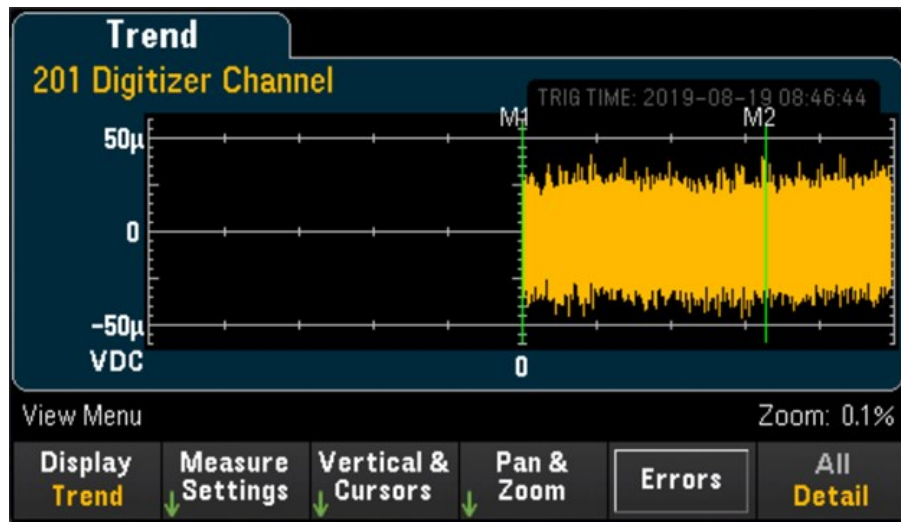 Trend
201 Digitizer Channel
TRIG TIME: 2019-08-19 08:46:44
M1
M2
50µ
0
-50µ
VDC
0
View Menu
Zoom: 0.1%
Display
Trend
Measure
Settings
Vertical &
Cursors
Pan &
Zoom
Errors
All
Detail